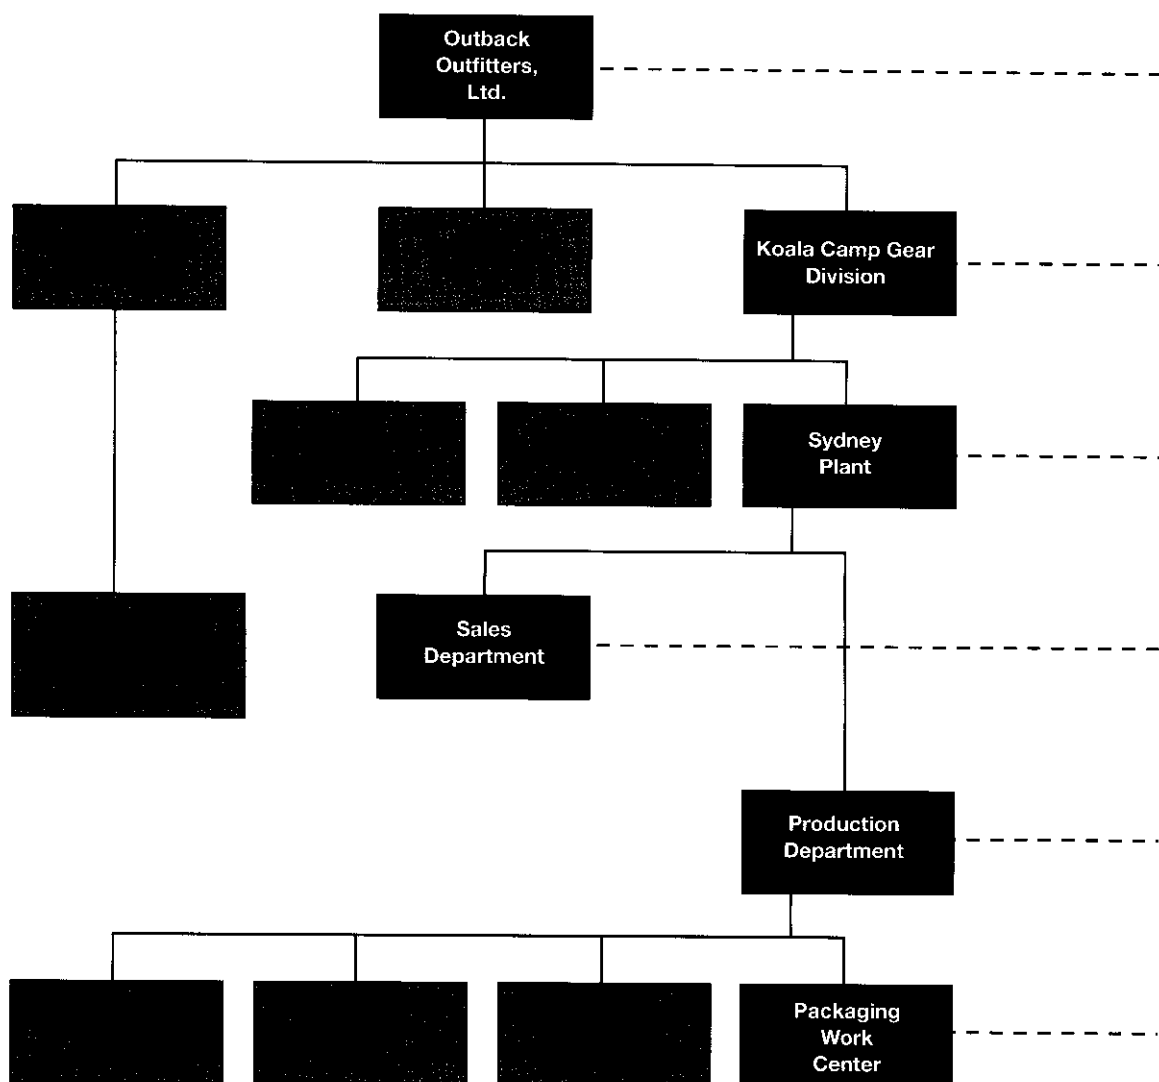 Outback
Outfitters,
Ltd.
Koala Camp Gear
Division
Sydney
Plant
Sales
Department
Production
Department
Packaging
Work
Center